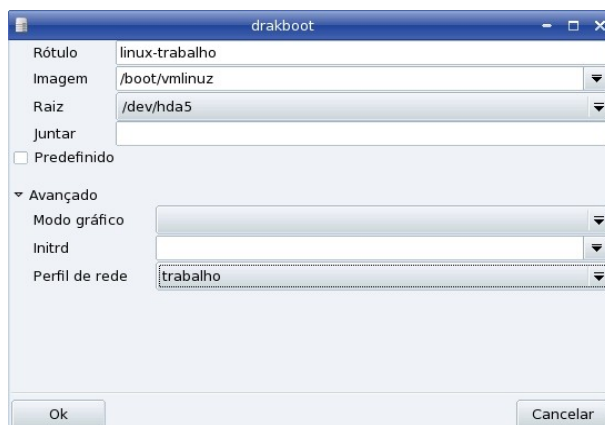 drakboot
Rótulo linux-trabalho
Imagem /boot/vmlinuz
Raiz /dev/hda5
Juntar
Predefinido
Avançado
Modo gráfico
Initrd
Perfil de rede trabalho
Ok Cancelar